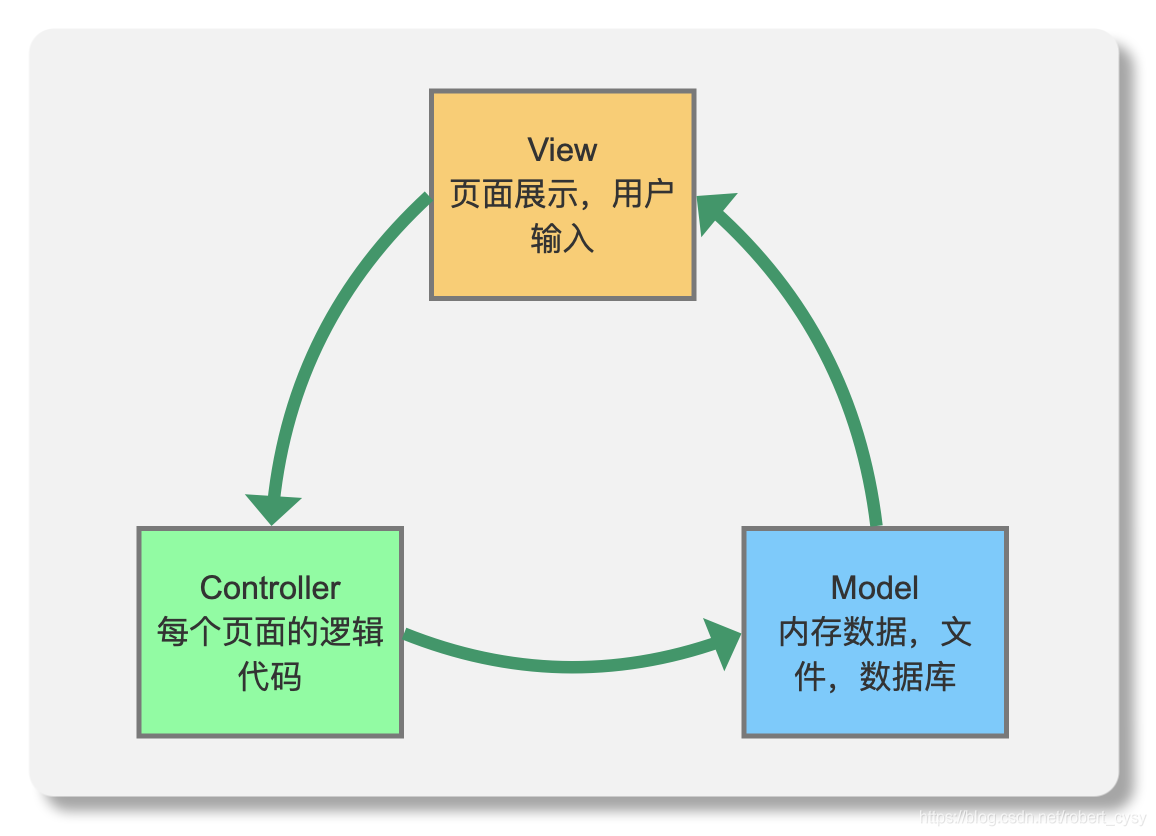 View
页面展示，用户
输入
Controller
每个页面的逻辑
代码
Model
内存数据，文
件，数据库
https://blog.csdn.net/robert_cysy